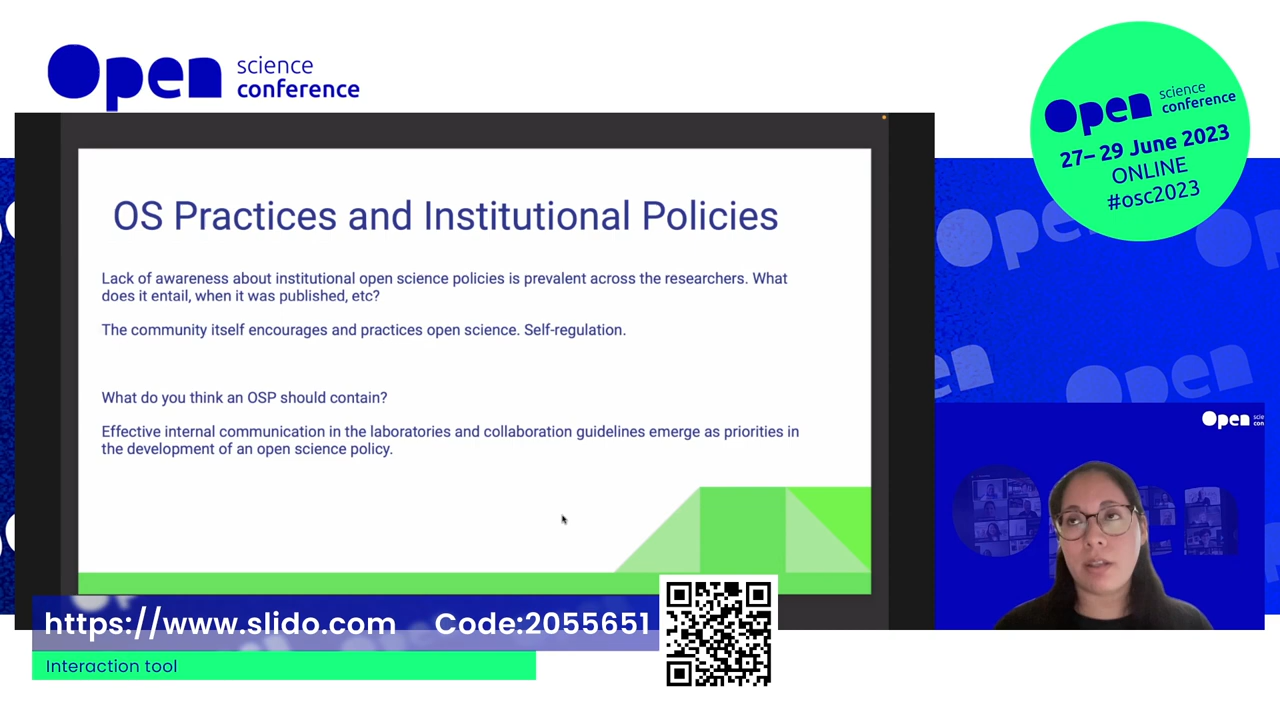 Open science
conference
Open science
conference
27– 29 June 2023
ONLINE
#osc2023
OS Practices and Institutional Policies
Lack of awareness about institutional open science policies is prevalent across the researchers. What
does it entail, when it was published, etc?
The community itself encourages and practices open science. Self-regulation.
What do you think an OSP should contain?
Effective internal communication in the laboratories and collaboration guidelines emerge as priorities in
the development of an open science policy.
Open scie
con
https://www.slido.com Code:2055651
Interaction tool